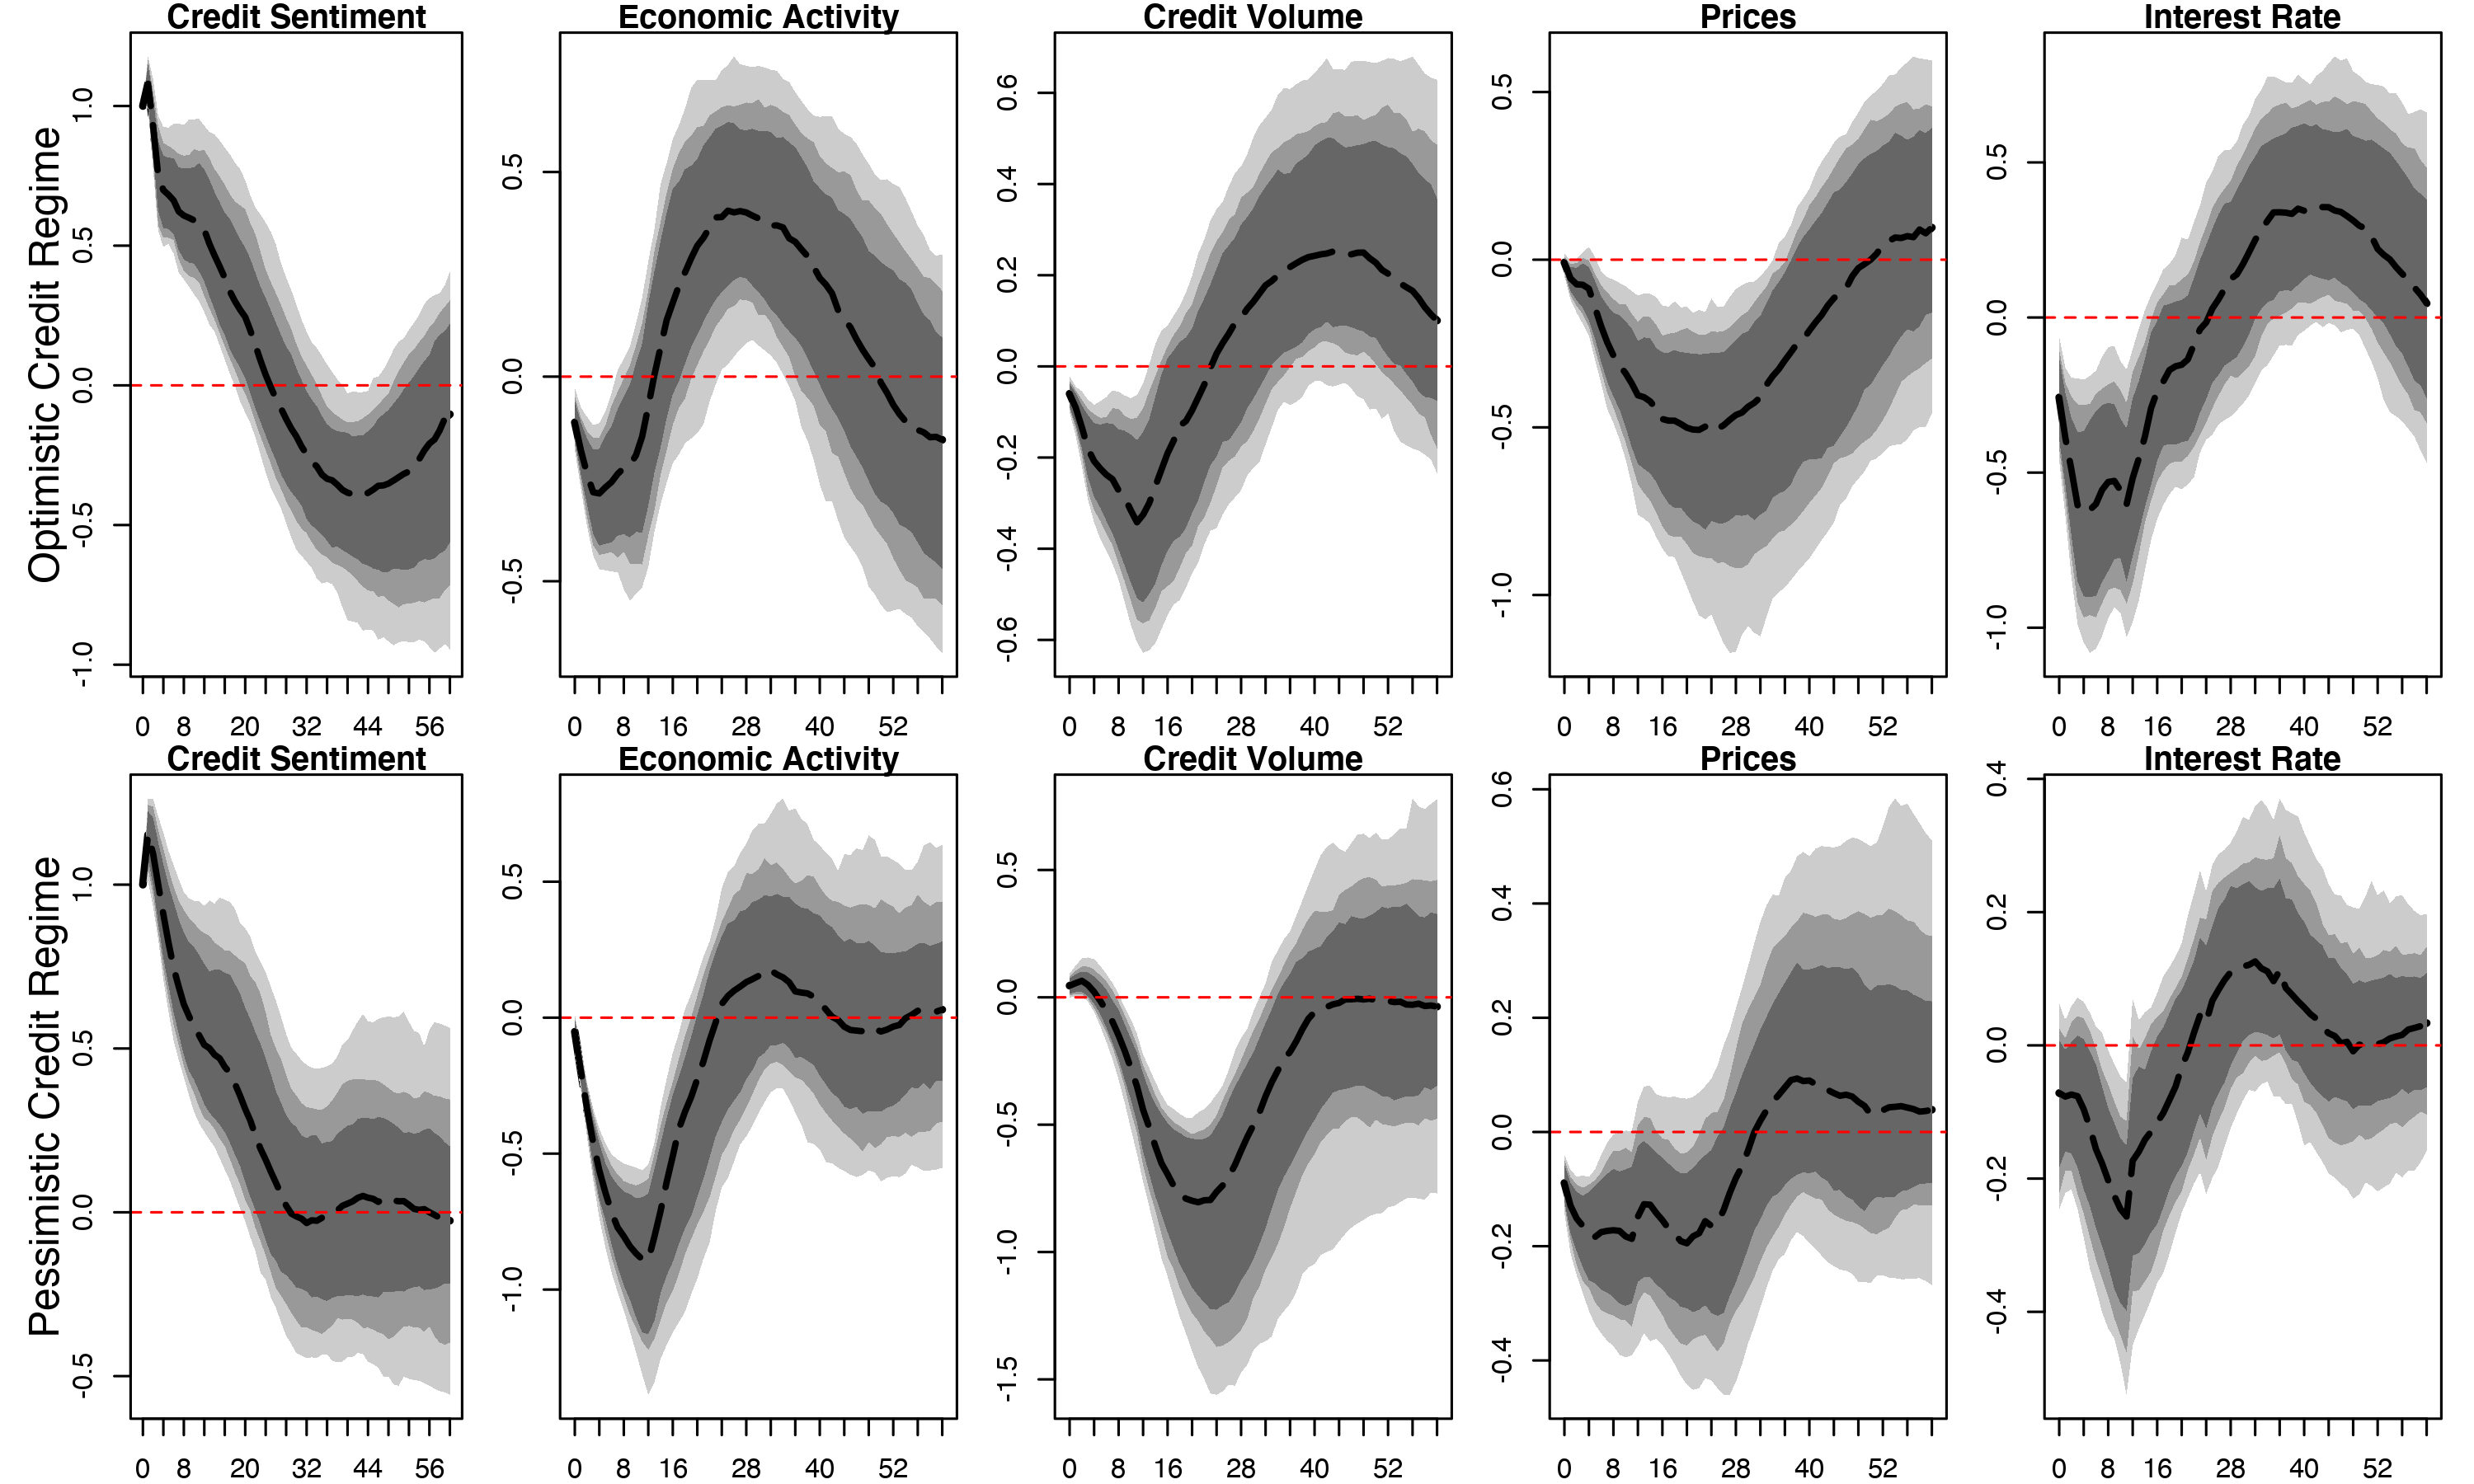 Credit Sentiment
Economic Activity
Credit Volume
Prices
Interest Rate
Optimistic Credit Regime
1.0
0.5
0.0
-0.5
-1.0
0 8 20 32 44 56
0.5
0.0
-0.5
0 8 16 28 40 52
0.6
0.4
0.2
0.0
-0.2
-0.4
-0.6
0 8 16 28 40 52
0.5
0.0
-0.5
-1.0
0 8 16 28 40 52
0.5
0.0
-0.5
-1.0
0 8 16 28 40 52
Credit Sentiment
Economic Activity
Credit Volume
Prices
Interest Rate
Pessimistic Credit Regime
1.0
0.5
0.0
-0.5
0 8 20 32 44 56
0.5
0.0
-0.5
-1.0
0 8 16 28 40 52
0.5
0.0
-0.5
-1.0
-1.5
0 8 16 28 40 52
0.6
0.4
0.2
0.0
-0.2
-0.4
0 8 16 28 40 52
0.4
0.2
0.0
-0.2
-0.4
0 8 16 28 40 52